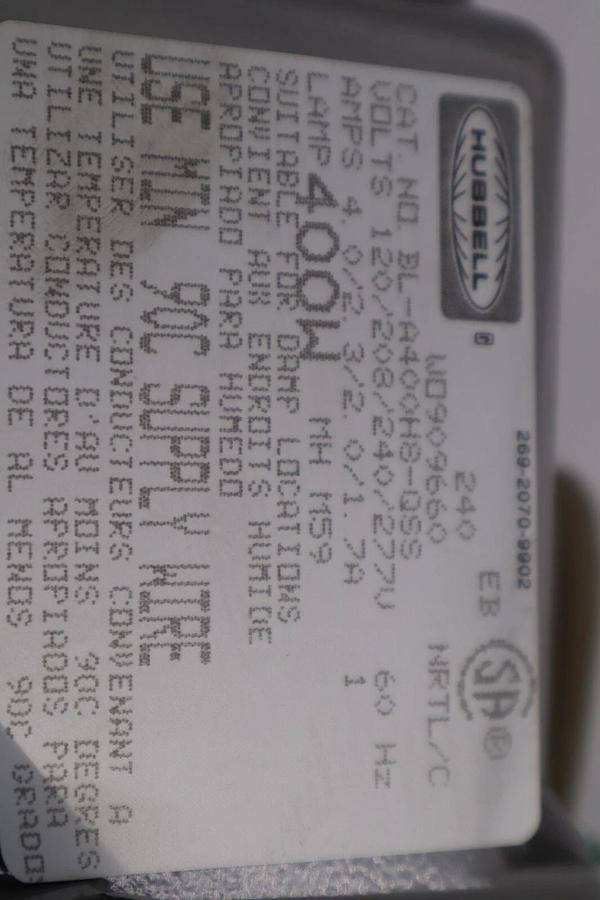 HUBBELL
269-2070-9902
240 EB
SA® NRTL/C
W0909660
CAT. NO. BL-A400H8-QSS
VOLTS 120/208/240/277V 60 Hz
AMPS 4.0/2.3/2.0/1.7A 1
LAMP 400W MH M59
SUITABLE FOR DAMP LOCATIONS
CONVIENT AUX ENDROITS HUMIDE
APROPIADO PARA HUMEDO
USE MIN 90C SUPPLY WIRE
UTILISER DES CONDUCTEURS CONVENANT A
UNE TEMPERATURE D'AU MOINS 90C DEGRES
UTILIZAR CONDUCTORES APROPIADOS PARA
UMA TEMPERATURA DE AL MENOS 90C GRADOS